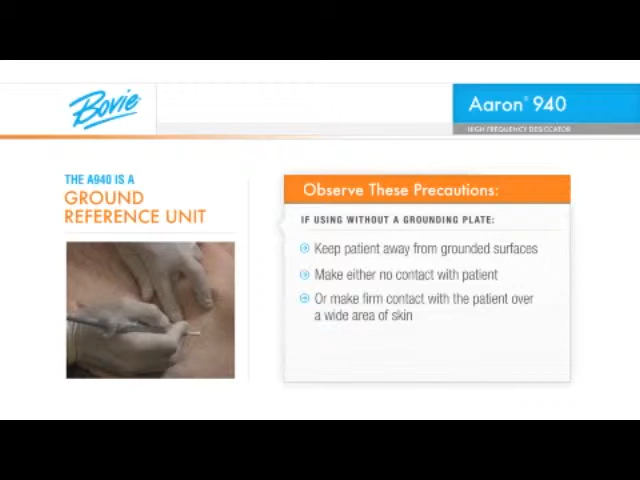 Bovie
Aaron® 940
HIGH FREQUENCY DESICCATOR
THE A940 IS A
GROUND
REFERENCE UNIT
Observe These Precautions:
IF USING WITHOUT A GROUNDING PLATE:
Keep patient away from grounded surfaces
Make either no contact with patient
Or make firm contact with the patient over
a wide area of skin